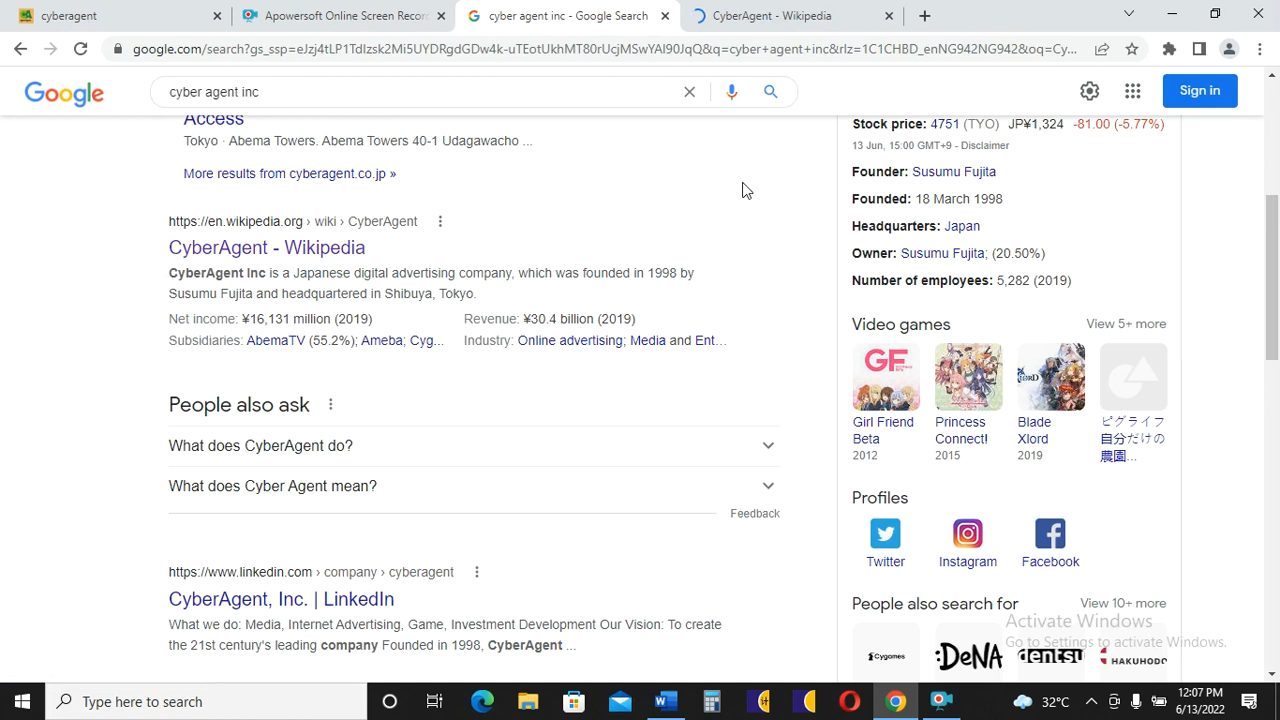 cyberagent
Apowersoft Online Screen Recor
cyber agent inc - Google Search
CyberAgent - Wikipedia
google.com/search?gs_ssp=eJzj4tLP1Tdlzsk2Mi5UYDRgdGDw4k-uTEotUkhMT80rUcjMSwYAl90JqQ&q=cyber+agent+inc&rlz=1C1CHBD_enNG942NG942&oq=Cy...
Google
cyber agent inc
Sign in
Access
Tokyo · Abema Towers. Abema Towers 40-1 Udagawacho ...
More results from cyberagent.co.jp »
https://en.wikipedia.org › wiki › CyberAgent
CyberAgent - Wikipedia
CyberAgent Inc is a Japanese digital advertising company, which was founded in 1998 by
Susumu Fujita and headquartered in Shibuya, Tokyo.
Net income: ¥16,131 million (2019)
Revenue: ¥30.4 billion (2019)
Subsidiaries: AbemaTV (55.2%); Ameba; Cyg...
Industry: Online advertising; Media and Ent...
People also ask
What does CyberAgent do?
What does Cyber Agent mean?
Feedback
https://www.linkedin.com › company › cyberagent
CyberAgent, Inc. | LinkedIn
What we do: Media, Internet Advertising, Game, Investment Development Our Vision: To create
the 21st century's leading company Founded in 1998, CyberAgent ...
Stock price: 4751 (TYO) JP¥1,324 -81.00 (-5.77%)
13 Jun, 15:00 GMT+9 - Disclaimer
Founder: Susumu Fujita
Founded: 18 March 1998
Headquarters: Japan
Owner: Susumu Fujita; (20.50%)
Number of employees: 5,282 (2019)
Video games
View 5+ more
GF
Girl Friend
Beta
2012
Princess
Connect!
2015
Blade
Xlord
2019
ピグライフ
自分だけの
農園...
Profiles
Twitter
Instagram
Facebook
People also search for
View 10+ more
Cygames
DeNA
dentsu
HAKUHODO
Activate Windows
Go to Settings to activate Windows.
Type here to search
32°C
12:07 PM
6/13/2022